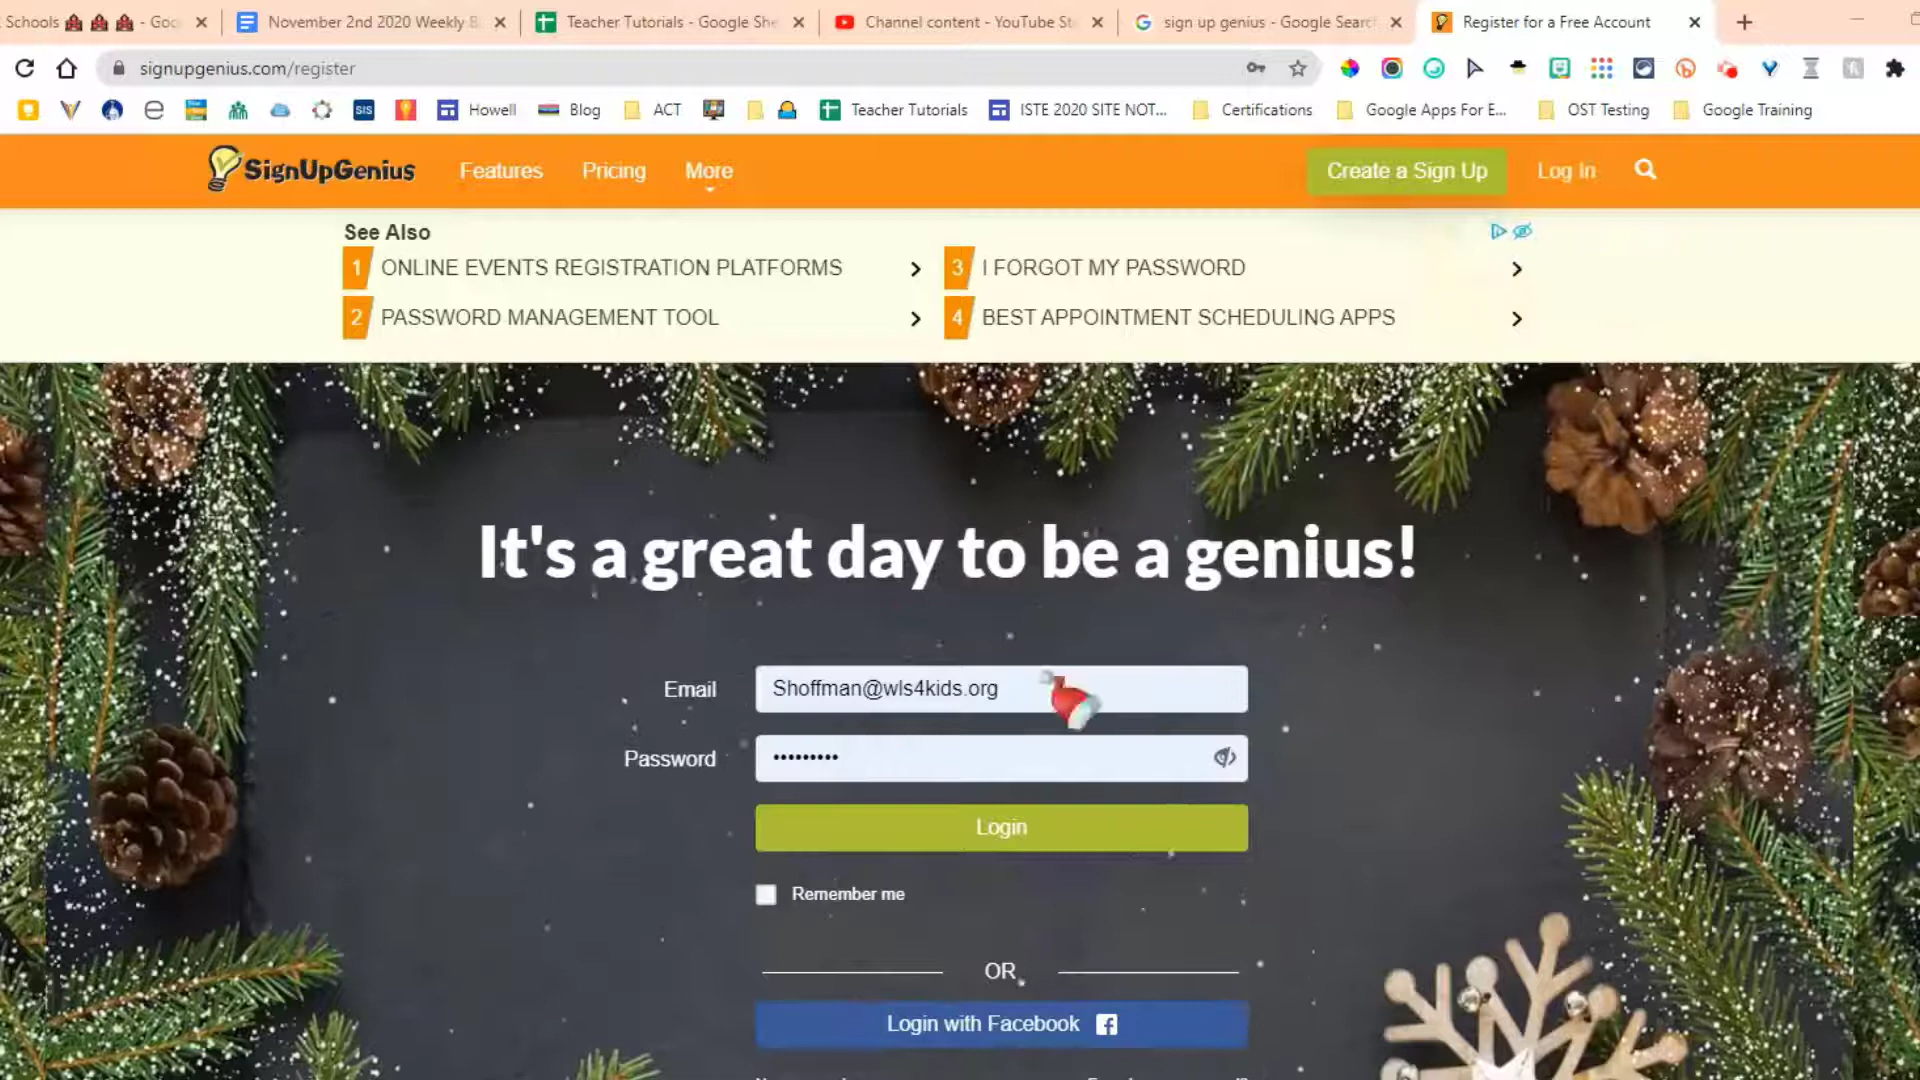 Schools - Goo
November 2nd 2020 Weekly B
Teacher Tutorials - Google She
Channel content - YouTube St
sign up genius - Google Search
Register for a Free Account
signupgenius.com/register
SIS
Howell
Blog
ACT
Teacher Tutorials
ISTE 2020 SITE NOT...
Certifications
Google Apps For E...
OST Testing
Google Training
SignUpGenius
Features
Pricing
More
Create a Sign Up
Log In
See Also
1 ONLINE EVENTS REGISTRATION PLATFORMS
2 PASSWORD MANAGEMENT TOOL
3 I FORGOT MY PASSWORD
4 BEST APPOINTMENT SCHEDULING APPS
It's a great day to be a genius!
Email
Shoffman@wls4kids.org
Password
•••••••••
Login
Remember me
OR
Login with Facebook